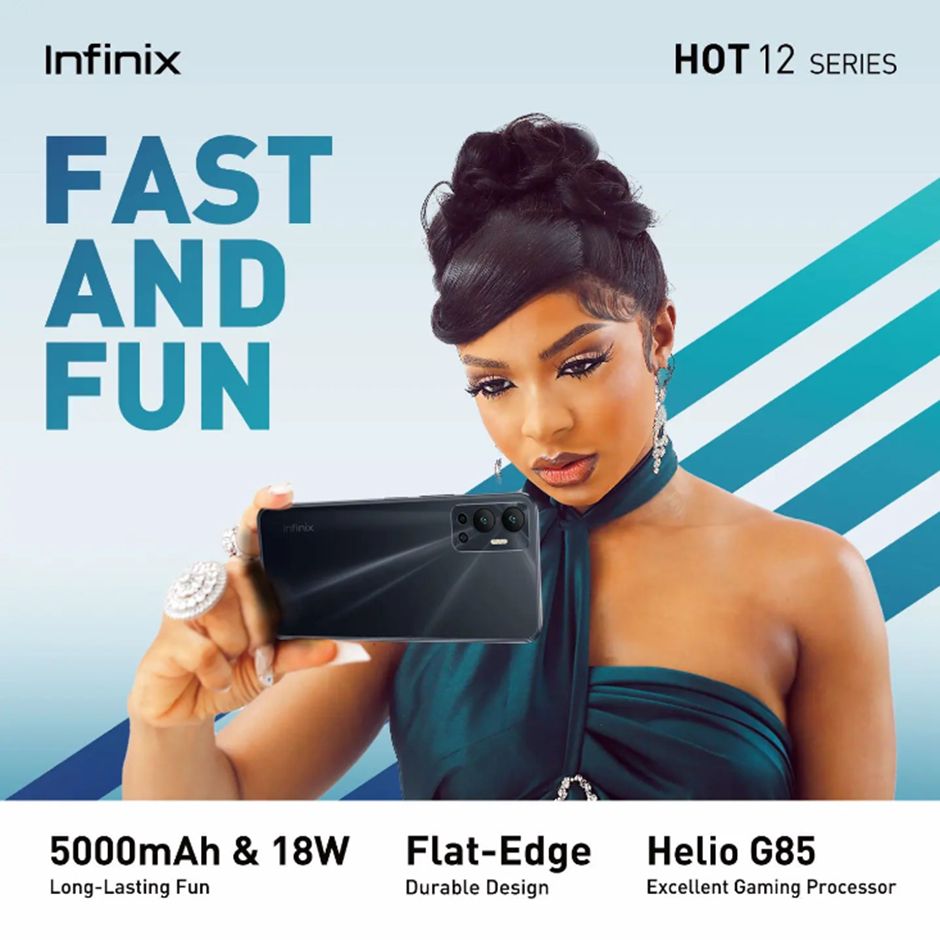 Infinix
HOT 12 SERIES
FAST
AND
FUN
Infinix
5000mAh & 18W
Long-Lasting Fun
Flat-Edge
Durable Design
Helio G85
Excellent Gaming Processor